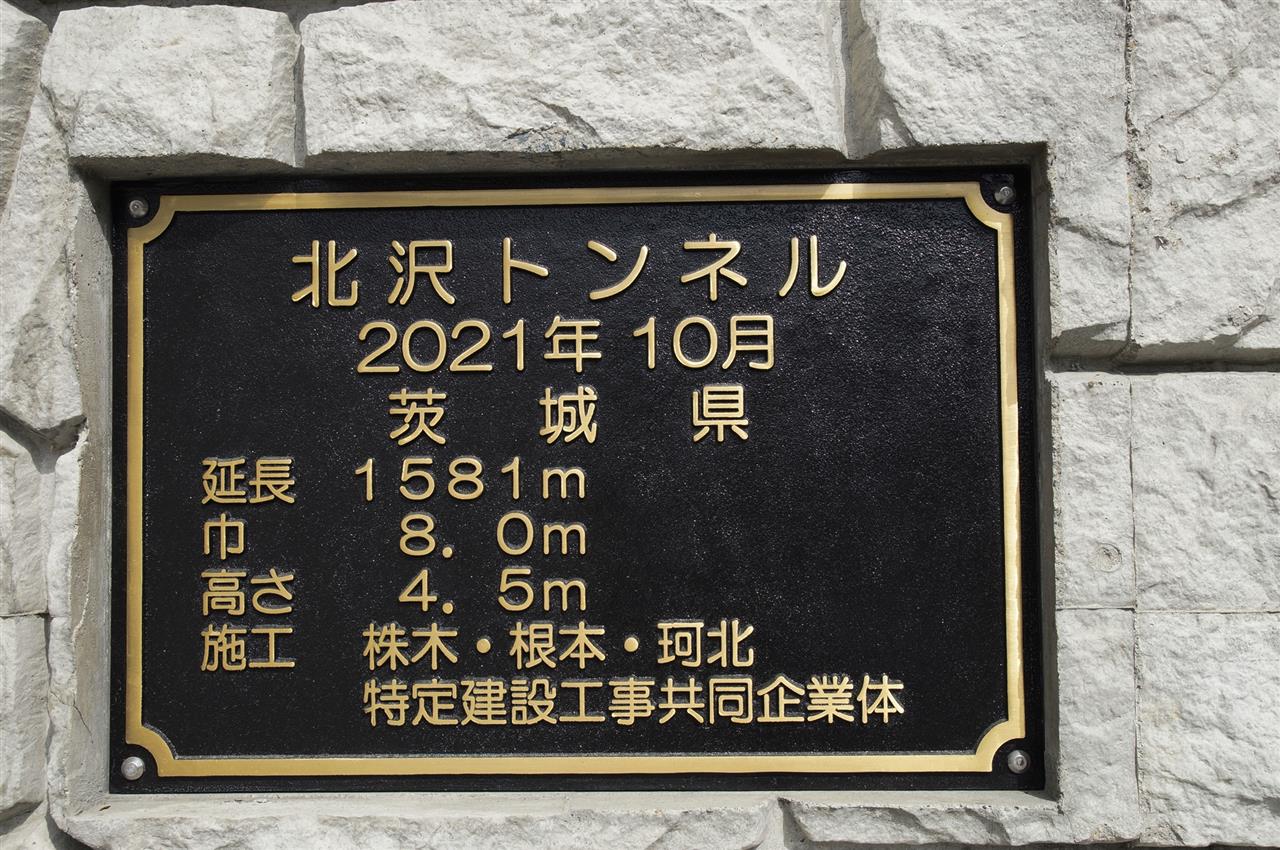 北沢トンネル
2021年 10月
茨城県
延長 1581m
巾 8.0m
高さ 4.5m
施工 株木・根本・珂北
特定建設工事共同企業体